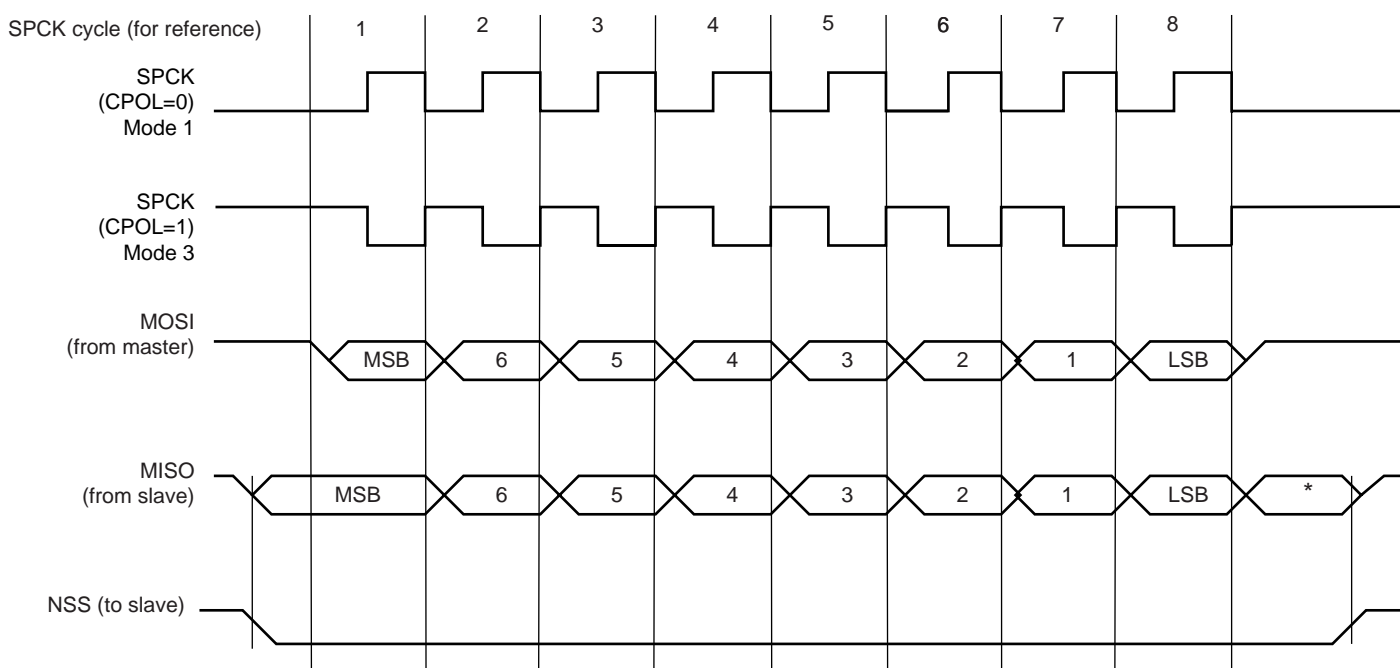 SPCK cycle (for reference) 1 2 3 4 5 6 7 8
SPCK
(CPOL=0)
Mode 1
SPCK
(CPOL=1)
Mode 3
MOSI
(from master)
MSB 6 5 4 3 2 1 LSB
MISO
(from slave)
MSB 6 5 4 3 2 1 LSB *
NSS (to slave)